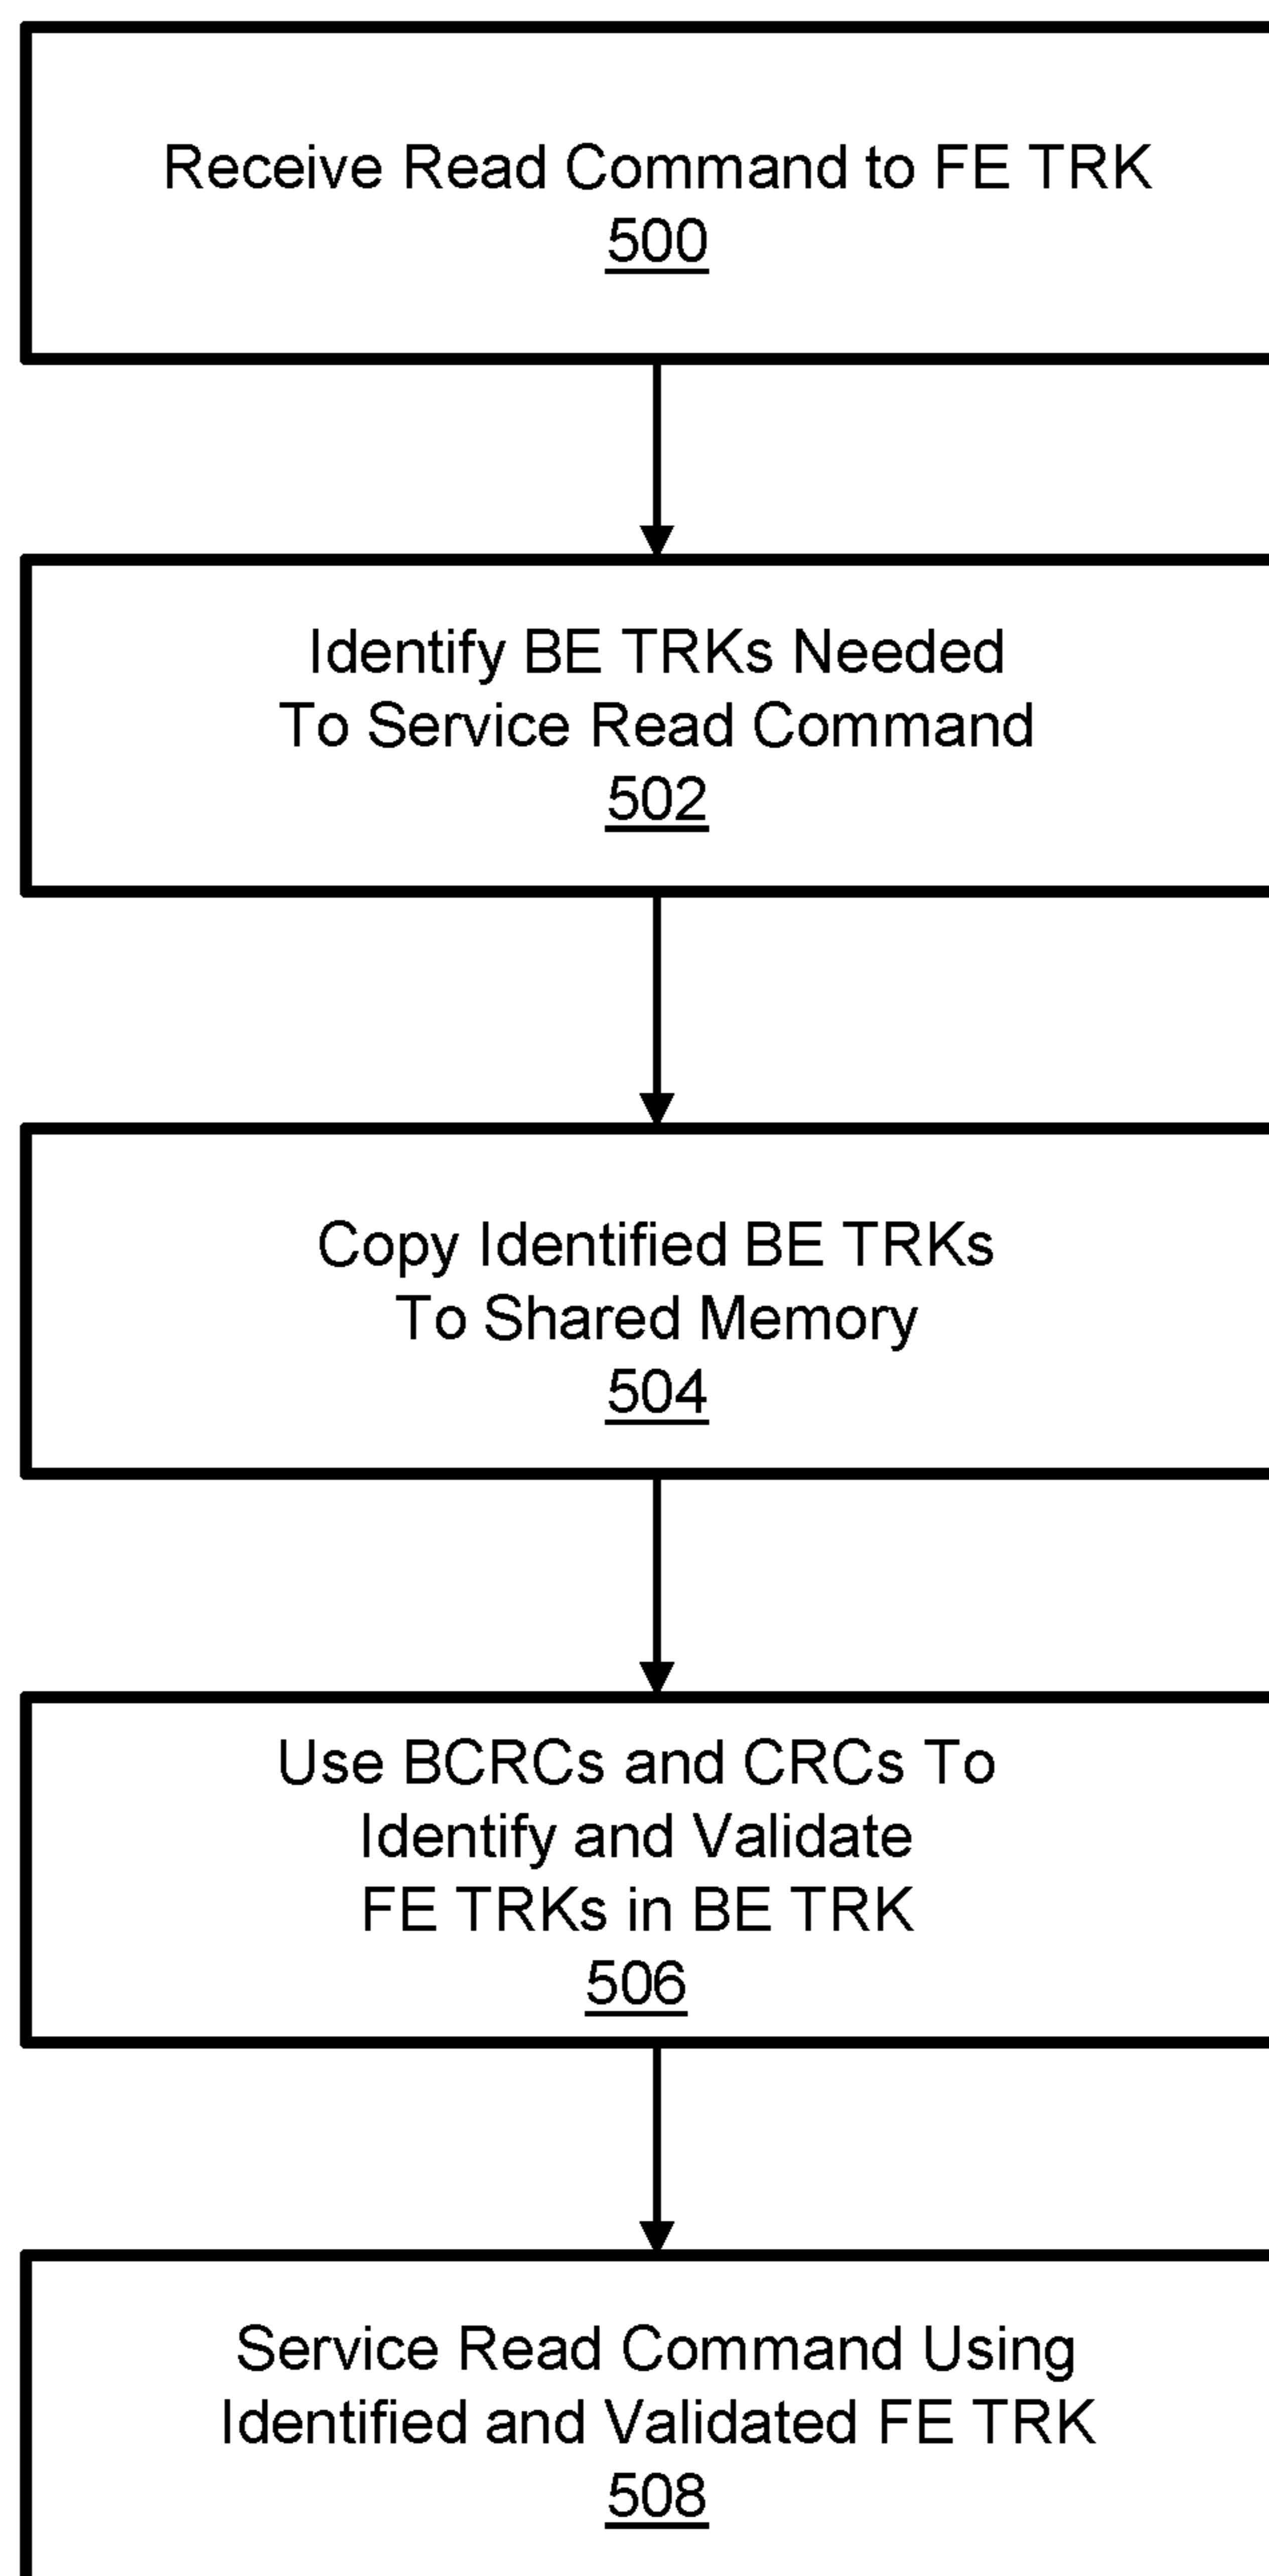 Receive Read Command to FE TRK
500
Identify BE TRKs Needed
To Service Read Command
502
Copy Identified BE TRKs
To Shared Memory
504
Use BCRCs and CRCs To
Identify and Validate
FE TRKs in BE TRK
506
Service Read Command Using
Identified and Validated FE TRK
508